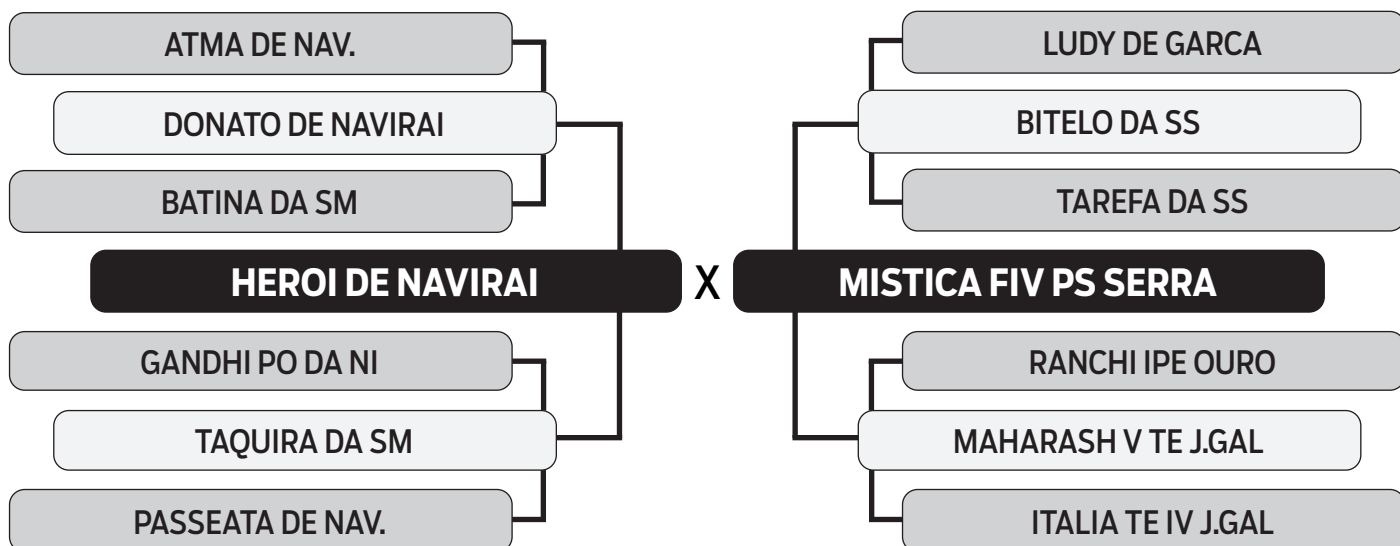 ATMA DE NAV.
LUDY DE GARCA
DONATO DE NAVIRAI
BITELO DA SS
BATINA DA SM
TAREFA DA SS
HEROI DE NAVIRAI X MISTICA FIV PS SERRA
GANDHI PO DA NI
RANCHI IPE OURO
TAQUIRA DA SM
MAHARASH V TE J.GAL
PASSEATA DE NAV.
ITALIA TE IV J.GAL